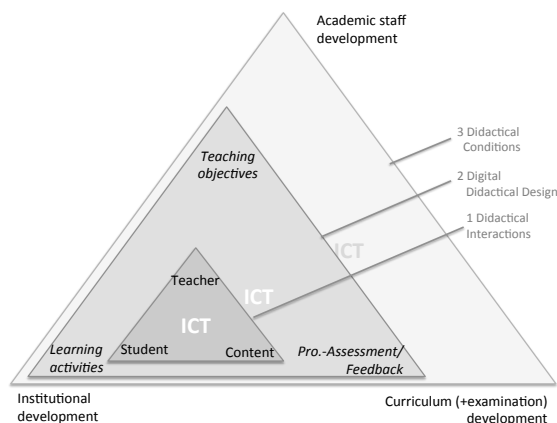 Academic staff
development
3 Didactical
Conditions
Teaching
objectives
2 Digital
Didactical Design
1 Didactical
Interactions
ICT
Teacher
ICT
ICT
Learning
activities
Student
Content
Pro.-Assessment/
Feedback
Institutional
development
Curriculum (+examination)
development